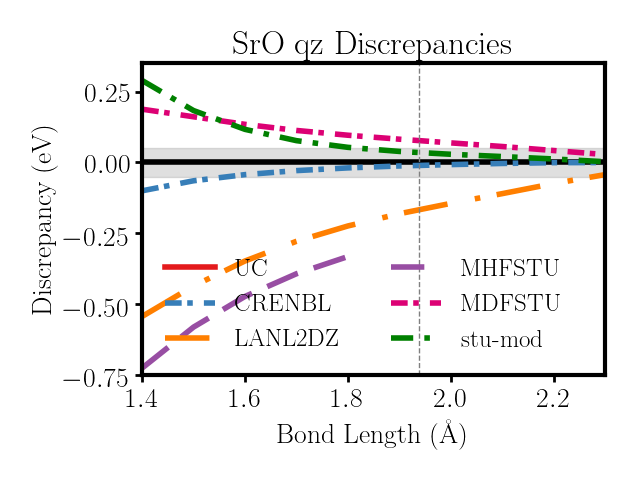 SrO qz Discrepancies
Discrepancy (eV)
0.25
0.00
−0.25
−0.50
−0.75
UC
CRENBL
LANL2DZ
MHFSTU
MDFSTU
stu-mod
1.4 1.6 1.8 2.0 2.2
Bond Length (Å)